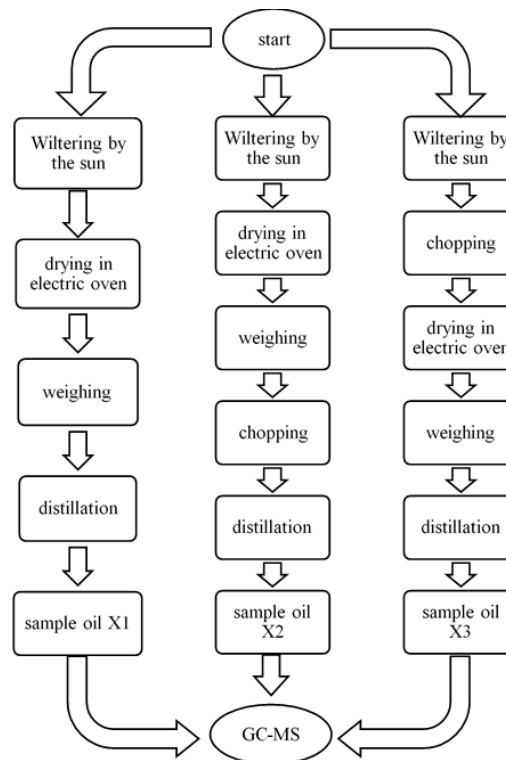 start
Wiltering by
the sun
drying in
electric oven
weighing
distillation
sample oil X1
Wiltering by
the sun
drying in
electric oven
weighing
chopping
distillation
sample oil
X2
Wiltering by
the sun
chopping
drying in
electric oven
weighing
distillation
sample oil
X3
GC-MS